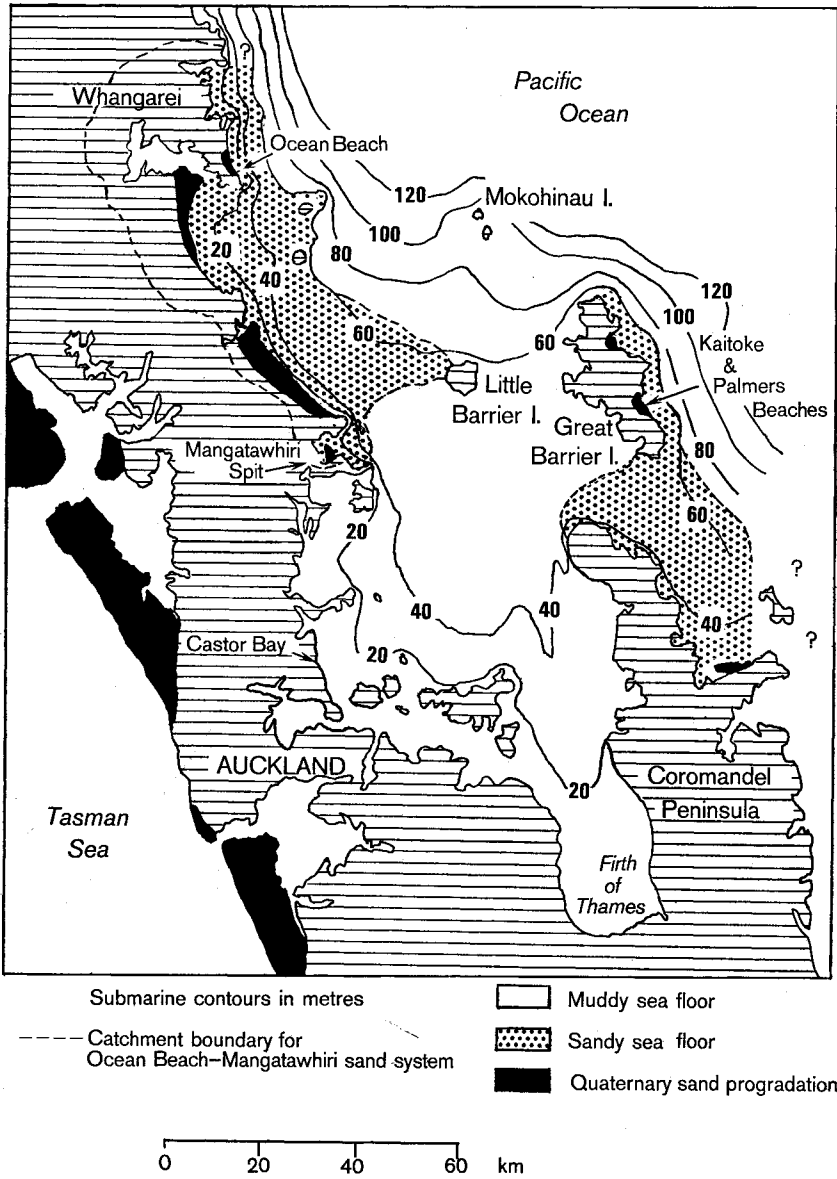 Pacific
Ocean
?
Whangarei
Ocean Beach
120
Mokohinau I.
100
80
20
40
120
100
60
60
Kaitoke
&
Palmers
Beaches
Little
Barrier I.
Great
Barrier I.
80
Mangatawhiri
Spit
60
20
?
40
40
40
?
Castor Bay
20
AUCKLAND
Coromandel
Peninsula
20
Tasman
Sea
Firth
of
Thames
Submarine contours in metres
Catchment boundary for
Ocean Beach–Mangatawhiri sand system
Muddy sea floor
Sandy sea floor
Quaternary sand progradation
0 20 40 60 km